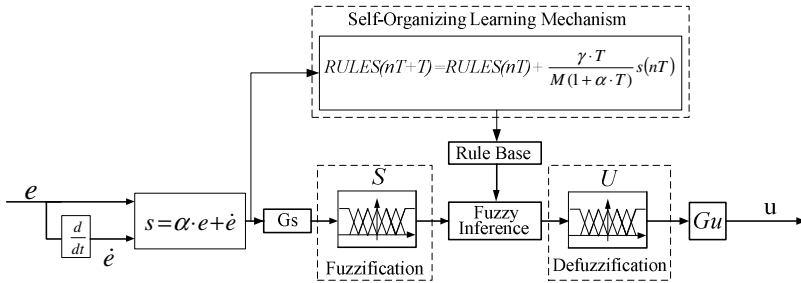 Self-Organizing Learning Mechanism
RULES(nT+T)=RULES(nT)+ γ·T / M(1+α·T) s(nT)
Rule Base
e
d/dt
ė
s=α·e+ė
Gs
S
Fuzzification
Fuzzy
Inference
U
Defuzzification
Gu
u